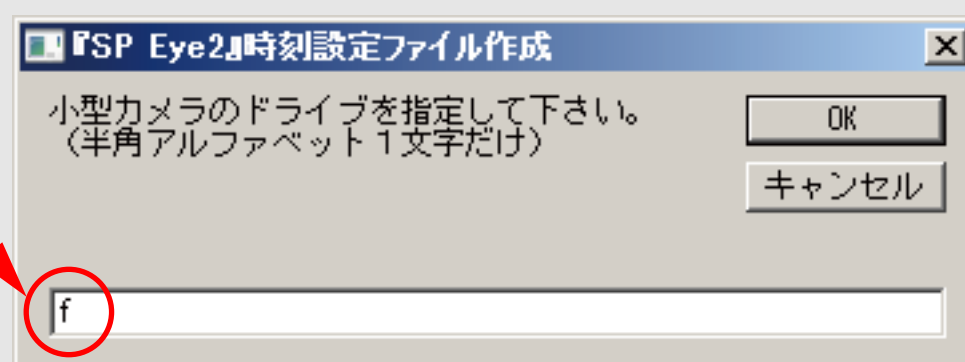 『SP Eye2』時刻設定ファイル作成
小型カメラのドライブを指定して下さい。
（半角アルファベット１文字だけ）
OK
キャンセル
f